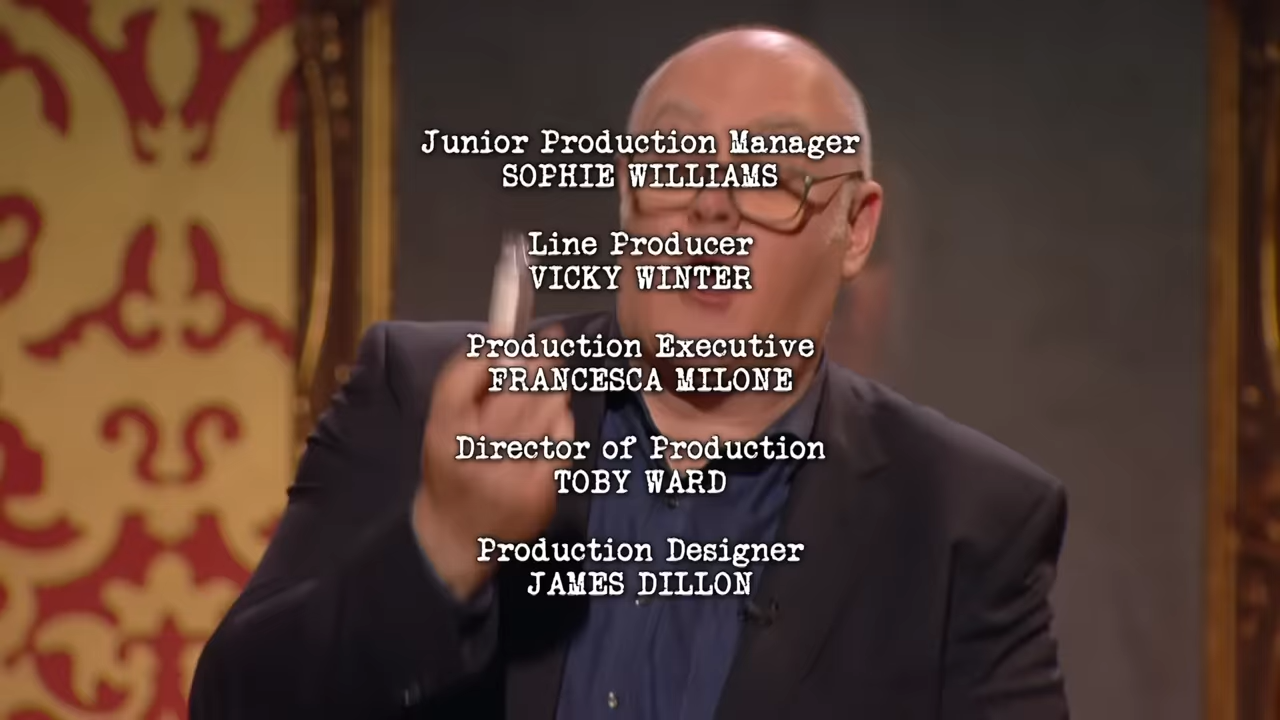 Junior Production Manager
SOPHIE WILLIAMS
Line Producer
VICKY WINTER
Production Executive
FRANCESCA MILONE
Director of Production
TOBY WARD
Production Designer
JAMES DILLON